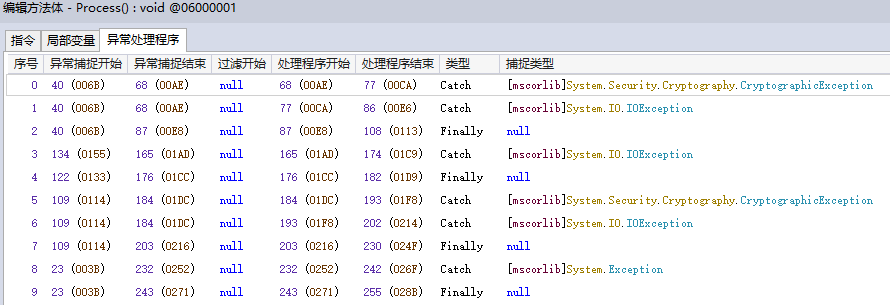 编辑方法体 - Process() : void @06000001
指令 局部变量 异常处理程序
序号 异常捕捉开始 异常捕捉结束 过滤开始 处理程序开始 处理程序结束 类型 捕捉类型
0 40 (006B) 68 (00AE) null 68 (00AE) 77 (00CA) Catch [mscorlib]System.Security.Cryptography.CryptographicException
1 40 (006B) 68 (00AE) null 77 (00CA) 86 (00E6) Catch [mscorlib]System.IO.IOException
2 40 (006B) 87 (00E8) null 87 (00E8) 108 (0113) Finally null
3 134 (0155) 165 (01AD) null 165 (01AD) 174 (01C9) Catch [mscorlib]System.IO.IOException
4 122 (0133) 176 (01CC) null 176 (01CC) 182 (01D9) Finally null
5 109 (0114) 184 (01DC) null 184 (01DC) 193 (01F8) Catch [mscorlib]System.Security.Cryptography.CryptographicException
6 109 (0114) 184 (01DC) null 193 (01F8) 202 (0214) Catch [mscorlib]System.IO.IOException
7 109 (0114) 203 (0216) null 203 (0216) 230 (024F) Finally null
8 23 (003B) 232 (0252) null 232 (0252) 242 (026F) Catch [mscorlib]System.Exception
9 23 (003B) 243 (0271) null 243 (0271) 255 (028B) Finally null